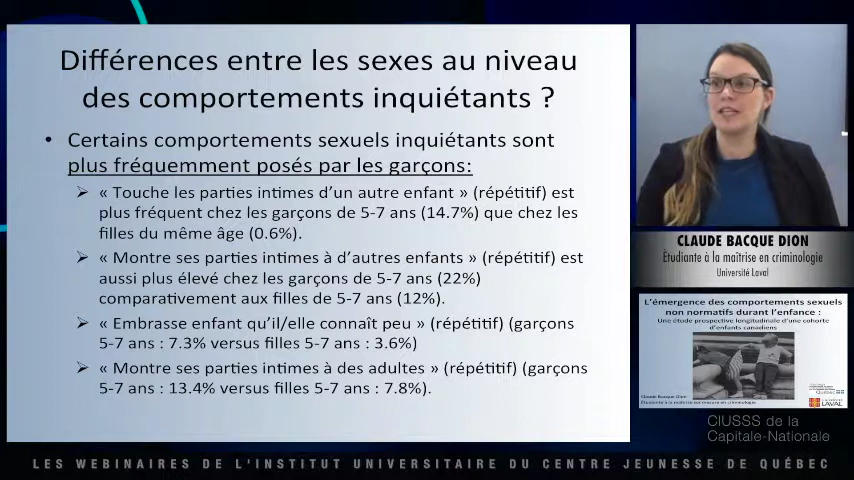 Différences entre les sexes au niveau
des comportements inquiétants ?
• Certains comportements sexuels inquiétants sont
plus fréquemment posés par les garçons:
➢ « Touche les parties intimes d'un autre enfant » (répétitif) est
plus fréquent chez les garçons de 5-7 ans (14.7%) que chez les
filles du même âge (0.6%).
➢ « Montre ses parties intimes à d'autres enfants » (répétitif) est
aussi plus élevé chez les garçons de 5-7 ans (22%)
comparativement aux filles de 5-7 ans (12%).
➢ « Embrasse enfant qu'il/elle connaît peu » (répétitif) (garçons
5-7 ans : 7.3% versus filles 5-7 ans : 3.6%)
➢ « Montre ses parties intimes à des adultes » (répétitif) (garçons
5-7 ans : 13.4% versus filles 5-7 ans : 7.8%).
CLAUDE BACQUE DION
Étudiante à la maîtrise en criminologie
Université Laval
L'émergence des comportements sexuels
non normatifs durant l'enfance :
Une étude prospective longitudinale d'une cohorte
d'enfants canadiens
Claude Bacque Dion
Québec
LAVAL
CIUSSS de la
Capitale-Nationale
LES WEBINAIRES DE L'INSTITUT UNIVERSITAIRE DU CENTRE JEUNESSE DE QUÉBEC